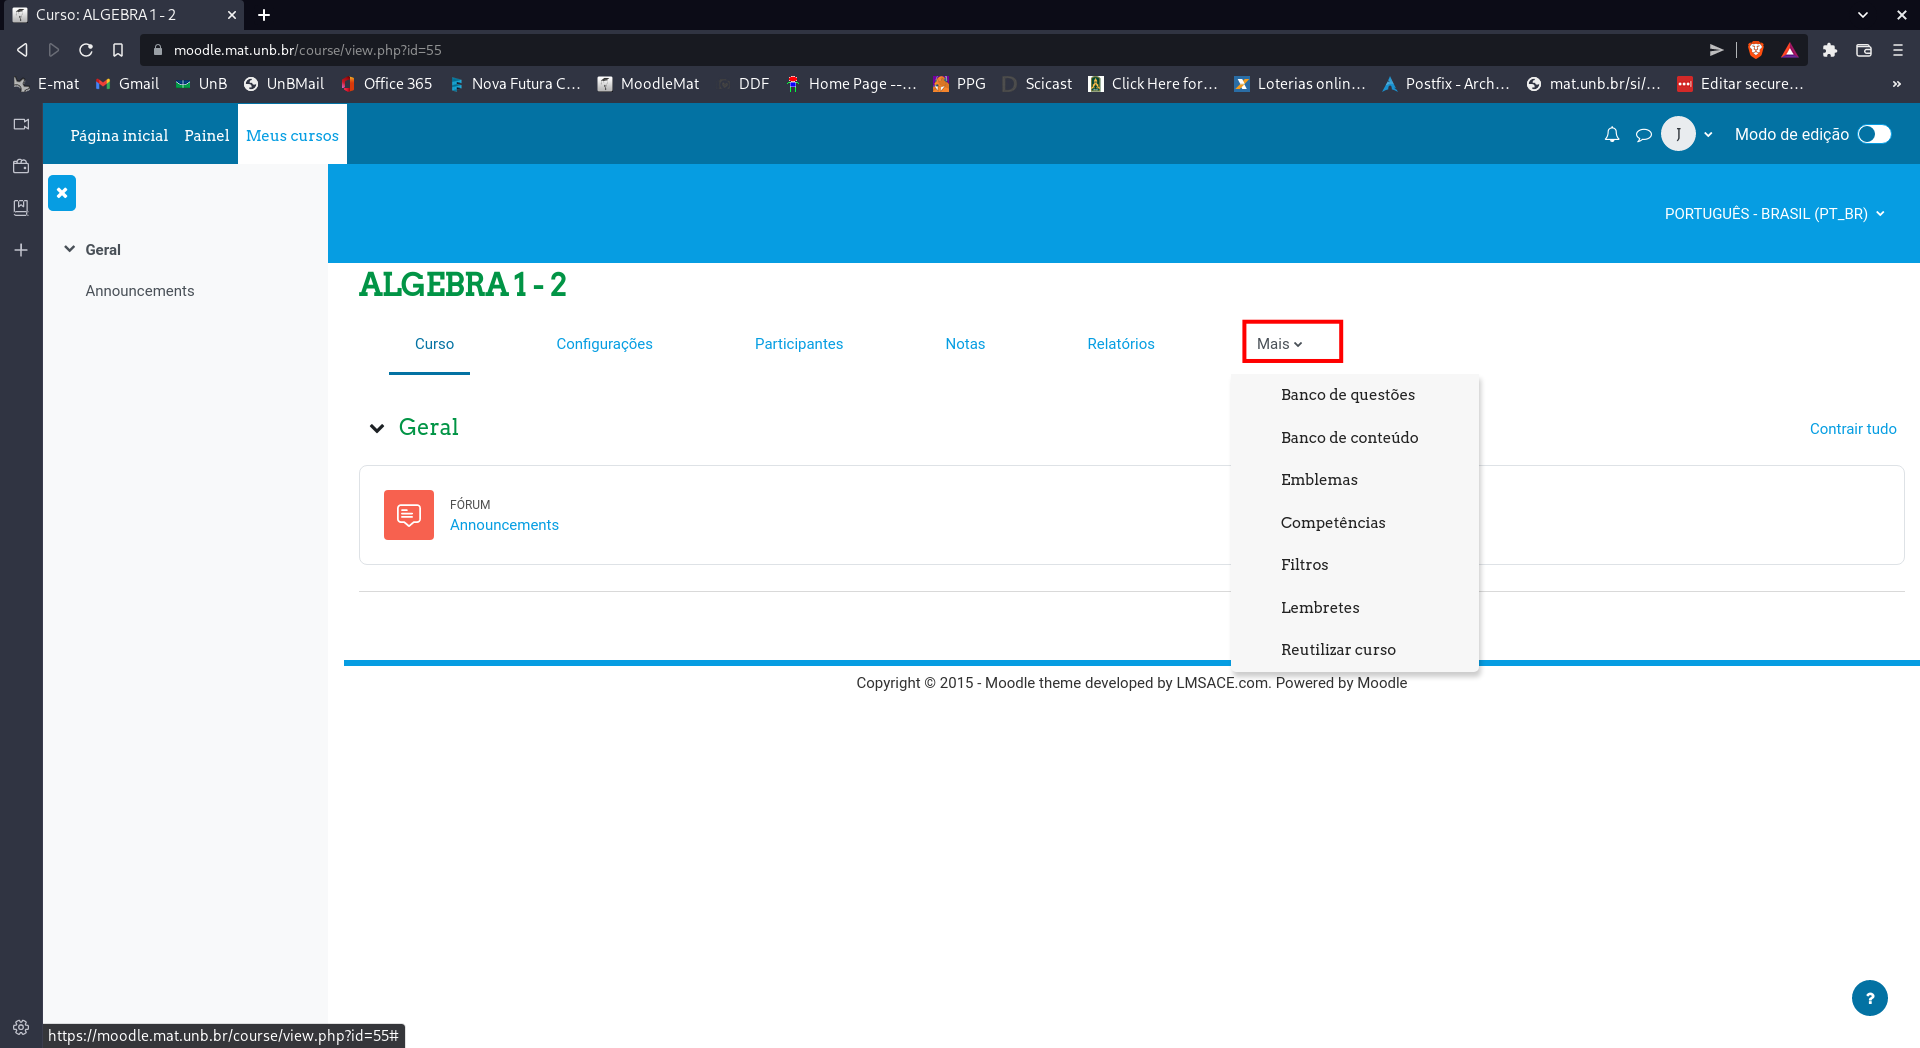 Curso: ALGEBRA 1 - 2
moodle.mat.unb.br/course/view.php?id=55
E-mat Gmail UnB UnBMail Office 365 Nova Futura C... MoodleMat DDF Home Page --... PPG Scicast Click Here for... Loterias onlin... Postfix - Arch... mat.unb.br/si/... Editar secure... »
Página inicial Painel Meus cursos J Modo de edição
PORTUGUÊS - BRASIL (PT_BR)
Geral
Announcements
ALGEBRA 1 - 2
Curso Configurações Participantes Notas Relatórios Mais
Banco de questões
Banco de conteúdo
Emblemas
Competências
Filtros
Lembretes
Reutilizar curso
Geral
Contrair tudo
FÓRUM
Announcements
Copyright © 2015 - Moodle theme developed by LMSACE.com. Powered by Moodle
?
https://moodle.mat.unb.br/course/view.php?id=55#